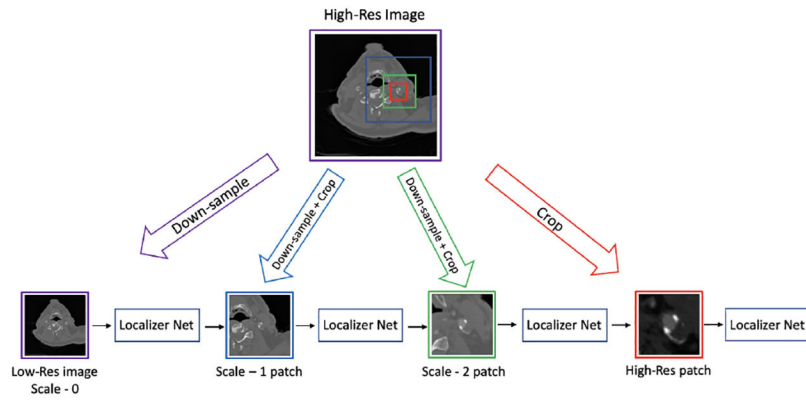 High-Res Image
Down-sample
Down-sample + Crop
Down-sample + Crop
Crop
Localizer Net
Localizer Net
Localizer Net
Localizer Net
Low-Res image
Scale - 0
Scale – 1 patch
Scale - 2 patch
High-Res patch